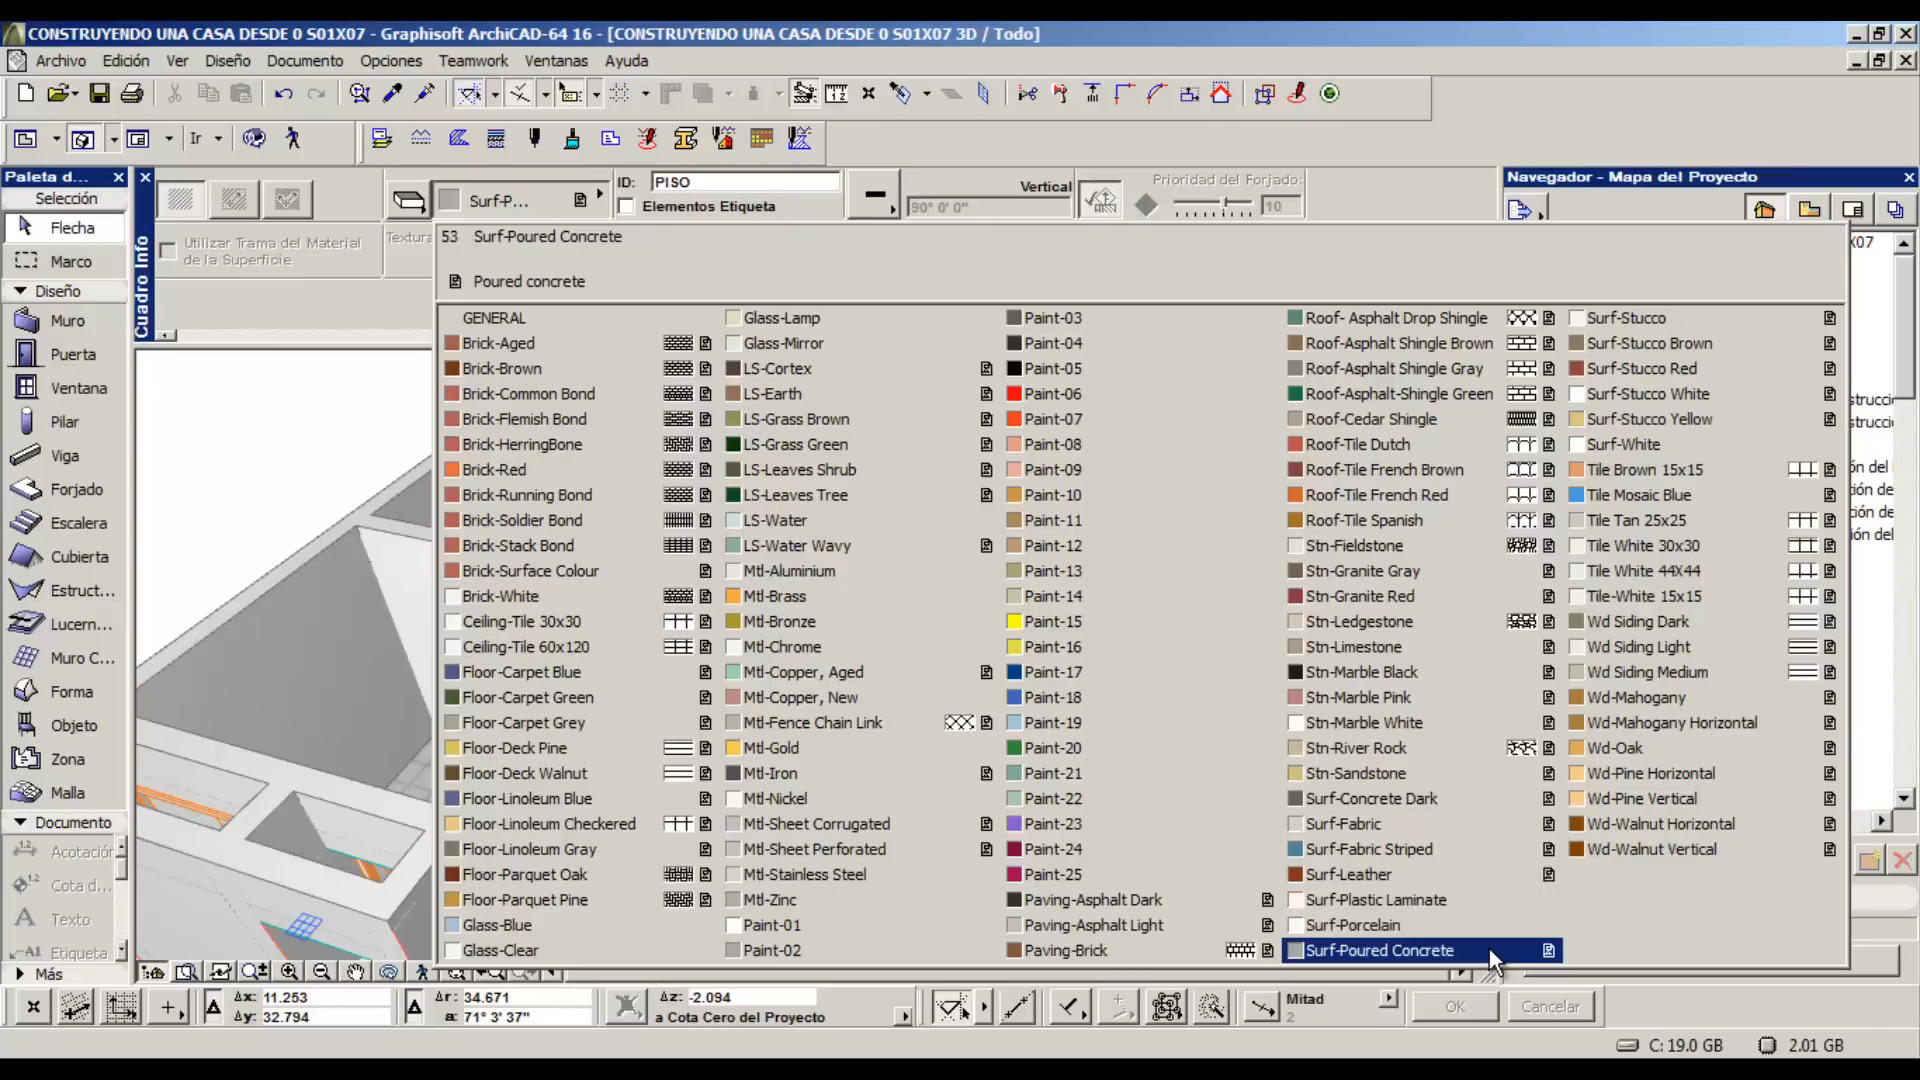 CONSTRUYENDO UNA CASA DESDE 0 S01X07 - Graphisoft ArchiCAD-64 16 - [CONSTRUYENDO UNA CASA DESDE 0 S01X07 3D / Todo]
Archivo Edición Ver Diseño Documento Opciones Teamwork Ventanas Ayuda
Ir
Paleta d...
Selección
Flecha
Marco
Diseño
Muro
Puerta
Ventana
Pilar
Viga
Forjado
Escalera
Cubierta
Estruct...
Lucern...
Muro C...
Forma
Objeto
Zona
Malla
Documento
Acotación
Cota d...
Texto
Etiqueta
Más
Cuadro Info
Utilizar Trama del Material
de la Superficie
Textura
Surf-P...
ID: PISO
Elementos Etiqueta
Vertical
90° 0' 0"
Prioridad del Forjado:
10
Navegador - Mapa del Proyecto
X07
strucci
strucci
ón del
ión de
ión de
ión del
53 Surf-Poured Concrete
Poured concrete
GENERAL
Brick-Aged
Brick-Brown
Brick-Common Bond
Brick-Flemish Bond
Brick-HerringBone
Brick-Red
Brick-Running Bond
Brick-Soldier Bond
Brick-Stack Bond
Brick-Surface Colour
Brick-White
Ceiling-Tile 30x30
Ceiling-Tile 60x120
Floor-Carpet Blue
Floor-Carpet Green
Floor-Carpet Grey
Floor-Deck Pine
Floor-Deck Walnut
Floor-Linoleum Blue
Floor-Linoleum Checkered
Floor-Linoleum Gray
Floor-Parquet Oak
Floor-Parquet Pine
Glass-Blue
Glass-Clear
Glass-Lamp
Glass-Mirror
LS-Cortex
LS-Earth
LS-Grass Brown
LS-Grass Green
LS-Leaves Shrub
LS-Leaves Tree
LS-Water
LS-Water Wavy
Mtl-Aluminium
Mtl-Brass
Mtl-Bronze
Mtl-Chrome
Mtl-Copper, Aged
Mtl-Copper, New
Mtl-Fence Chain Link
Mtl-Gold
Mtl-Iron
Mtl-Nickel
Mtl-Sheet Corrugated
Mtl-Sheet Perforated
Mtl-Stainless Steel
Mtl-Zinc
Paint-01
Paint-02
Paint-03
Paint-04
Paint-05
Paint-06
Paint-07
Paint-08
Paint-09
Paint-10
Paint-11
Paint-12
Paint-13
Paint-14
Paint-15
Paint-16
Paint-17
Paint-18
Paint-19
Paint-20
Paint-21
Paint-22
Paint-23
Paint-24
Paint-25
Paving-Asphalt Dark
Paving-Asphalt Light
Paving-Brick
Roof- Asphalt Drop Shingle
Roof-Asphalt Shingle Brown
Roof-Asphalt Shingle Gray
Roof-Asphalt-Shingle Green
Roof-Cedar Shingle
Roof-Tile Dutch
Roof-Tile French Brown
Roof-Tile French Red
Roof-Tile Spanish
Stn-Fieldstone
Stn-Granite Gray
Stn-Granite Red
Stn-Ledgestone
Stn-Limestone
Stn-Marble Black
Stn-Marble Pink
Stn-Marble White
Stn-River Rock
Stn-Sandstone
Surf-Concrete Dark
Surf-Fabric
Surf-Fabric Striped
Surf-Leather
Surf-Plastic Laminate
Surf-Porcelain
Surf-Poured Concrete
Surf-Stucco
Surf-Stucco Brown
Surf-Stucco Red
Surf-Stucco White
Surf-Stucco Yellow
Surf-White
Tile Brown 15x15
Tile Mosaic Blue
Tile Tan 25x25
Tile White 30x30
Tile White 44X44
Tile-White 15x15
Wd Siding Dark
Wd Siding Light
Wd Siding Medium
Wd-Mahogany
Wd-Mahogany Horizontal
Wd-Oak
Wd-Pine Horizontal
Wd-Pine Vertical
Wd-Walnut Horizontal
Wd-Walnut Vertical
Δx: 11.253
Δy: 32.794
Δr: 34.671
a: 71° 3' 37"
Δz: -2.094
a Cota Cero del Proyecto
Mitad
2
OK
Cancelar
C: 19.0 GB
2.01 GB